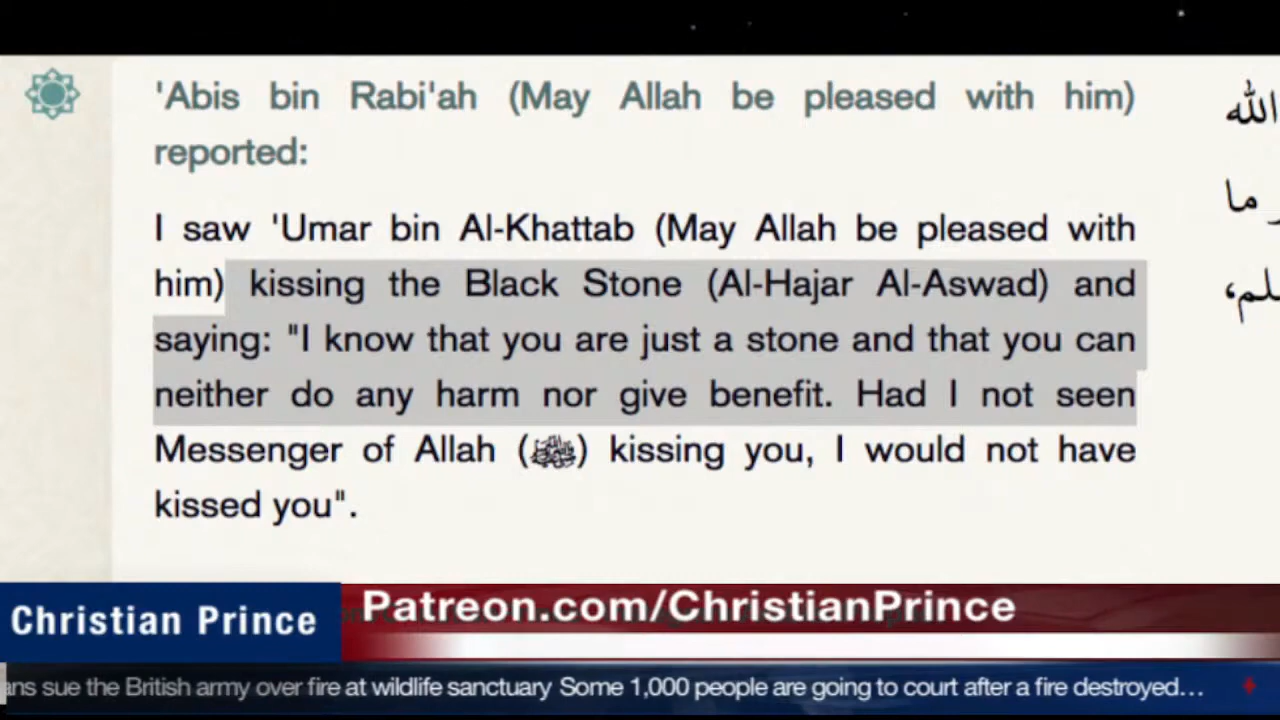 'Abis bin Rabi'ah (May Allah be pleased with him)
reported:
I saw 'Umar bin Al-Khattab (May Allah be pleased with
him) kissing the Black Stone (Al-Hajar Al-Aswad) and
saying: "I know that you are just a stone and that you can
neither do any harm nor give benefit. Had I not seen
Messenger of Allah (ﷺ) kissing you, I would not have
kissed you".
الله
ما
لم،
Christian Prince
Patreon.com/ChristianPrince
ans sue the British army over fire at wildlife sanctuary Some 1,000 people are going to court after a fire destroyed...